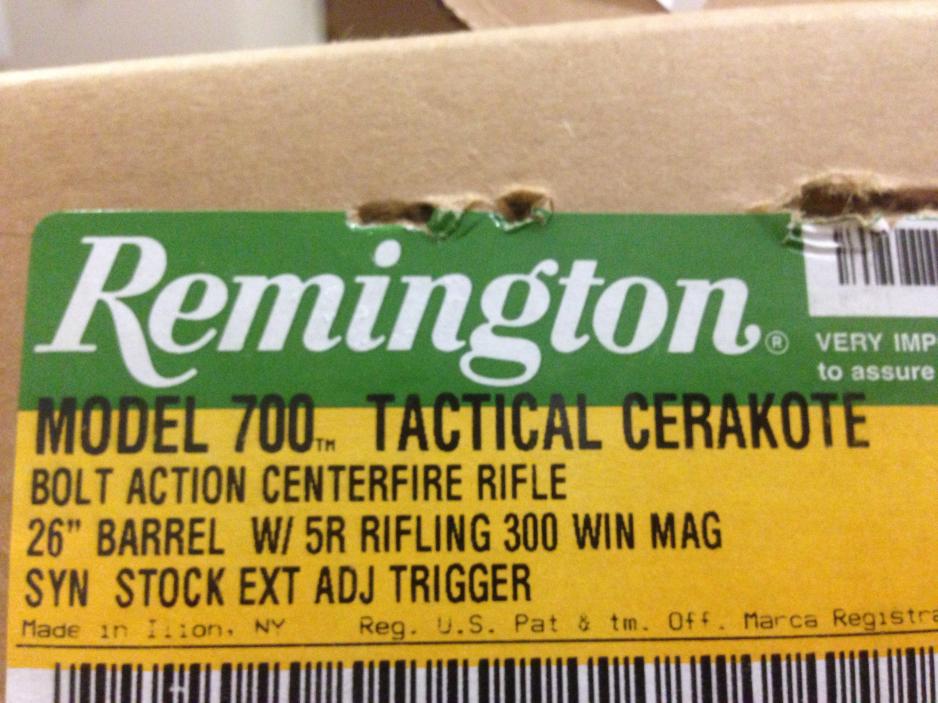 Remington®
VERY IMP
to assure
MODEL 700™ TACTICAL CERAKOTE
BOLT ACTION CENTERFIRE RIFLE
26" BARREL W/ 5R RIFLING 300 WIN MAG
SYN STOCK EXT ADJ TRIGGER
Made in Ilion, NY Reg. U.S. Pat & tm. Off. Marca Registra